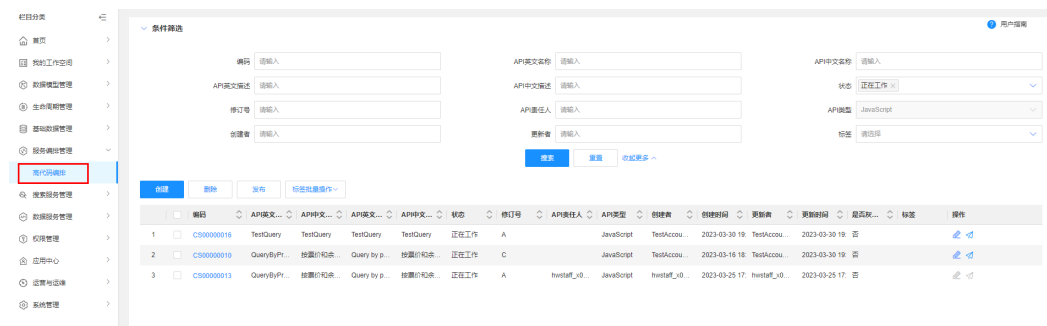 栏目分类
首页
我的工作空间
数据模型管理
生命周期管理
基础数据管理
服务编排管理
高代码编排
搜索服务管理
数据服务管理
权限管理
应用中心
运营与运维
系统管理
条件筛选
用户指南
编码 请输入 API英文名称 请输入 API中文名称 请输入
API英文描述 请输入 API中文描述 请输入 状态 正在工作 ×
修订号 请输入 API责任人 请输入 API类型 JavaScript
创建者 请输入 更新者 请输入 标签 请选择
搜索 重置 收起更多
创建 删除 发布 标签批量操作
编码 API英文... API中文... API英文... API中文... 状态 修订号 API责任人 API类型 创建者 创建时间 更新者 更新时间 是否灰... 标签 操作
1 CS00000016 TestQuery TestQuery TestQuery TestQuery 正在工作 A JavaScript TestAccou... 2023-03-30 19: TestAccou... 2023-03-30 19: 否
2 CS00000010 QueryByPr... 按票价和余... Query by p... 按票价和余... 正在工作 C JavaScript TestAccou... 2023-03-16 18: TestAccou... 2023-03-30 19: 否
3 CS00000013 QueryByPr... 按票价和余... Query by p... 按票价和余... 正在工作 A hwstaff_x0... JavaScript hwstaff_x0... 2023-03-25 17: hwstaff_x0... 2023-03-25 17: 否